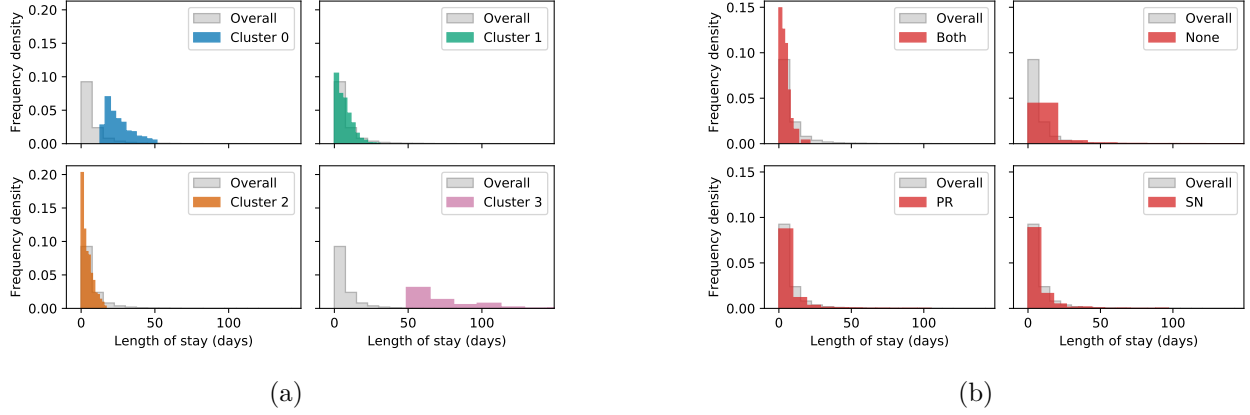 0.20
0.15
0.10
0.05
0.00
Frequency density
Overall
Cluster 0
Overall
Cluster 1
0.20
0.15
0.10
0.05
0.00
Frequency density
Overall
Cluster 2
Overall
Cluster 3
0 50 100
Length of stay (days)
0 50 100
Length of stay (days)
(a)
0.15
0.10
0.05
0.00
Frequency density
Overall
Both
Overall
None
0.15
0.10
0.05
0.00
Frequency density
Overall
PR
Overall
SN
0 50 100
Length of stay (days)
0 50 100
Length of stay (days)
(b)